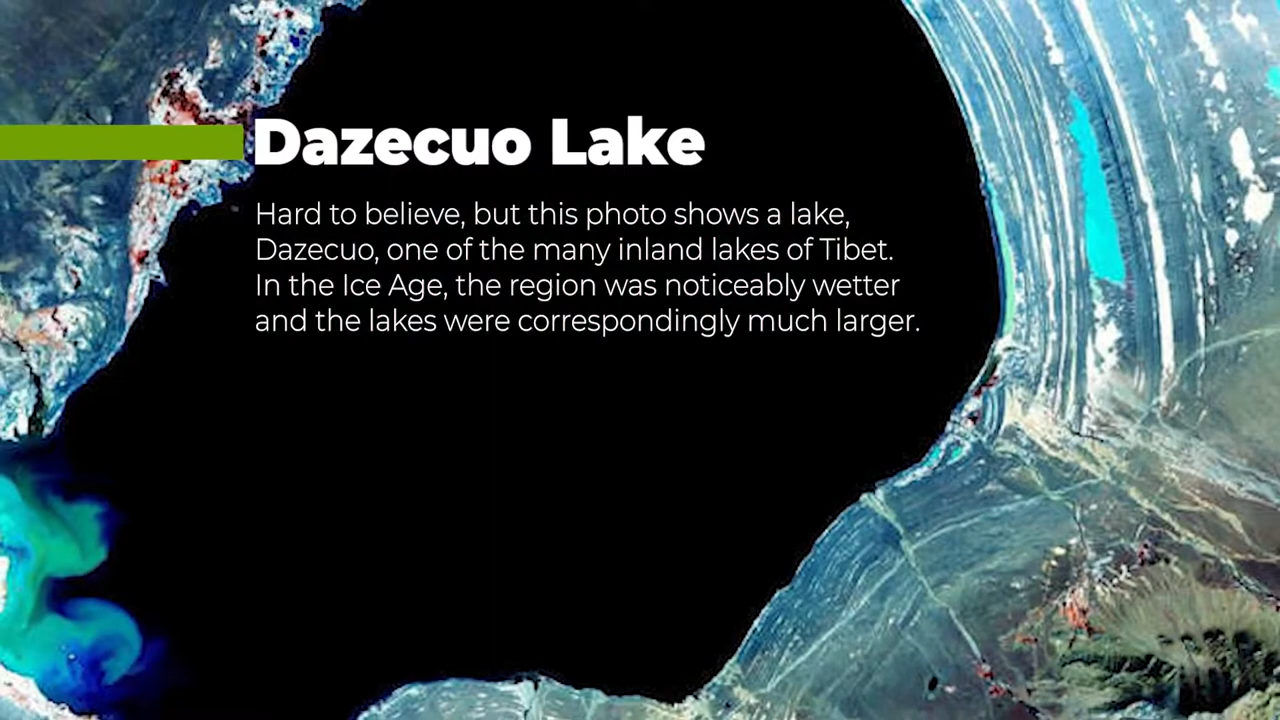 Dazecuo Lake
Hard to believe, but this photo shows a lake,
Dazecuo, one of the many inland lakes of Tibet.
In the Ice Age, the region was noticeably wetter
and the lakes were correspondingly much larger.